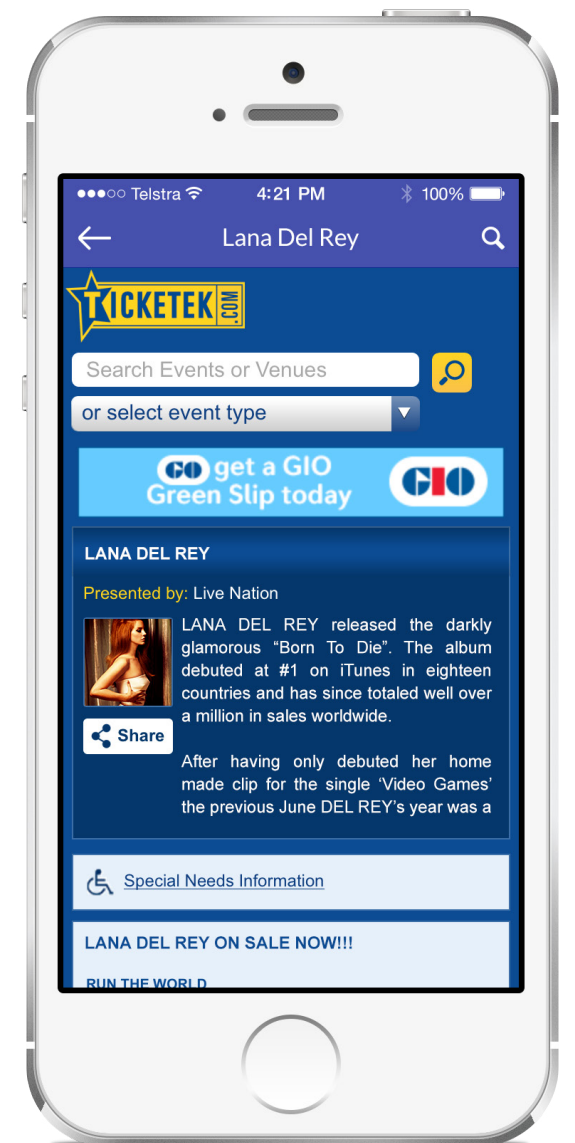 Telstra 4:21 PM 100%
Lana Del Rey
TICKETEK.COM
Search Events or Venues
or select event type
GO get a GIO
Green Slip today
GIO
LANA DEL REY
Presented by: Live Nation
LANA DEL REY released the darkly
glamorous “Born To Die”. The album
debuted at #1 on iTunes in eighteen
countries and has since totaled well over
a million in sales worldwide.
Share
After having only debuted her home
made clip for the single ‘Video Games’
the previous June DEL REY’s year was a
Special Needs Information
LANA DEL REY ON SALE NOW!!!
RUN THE WORLD